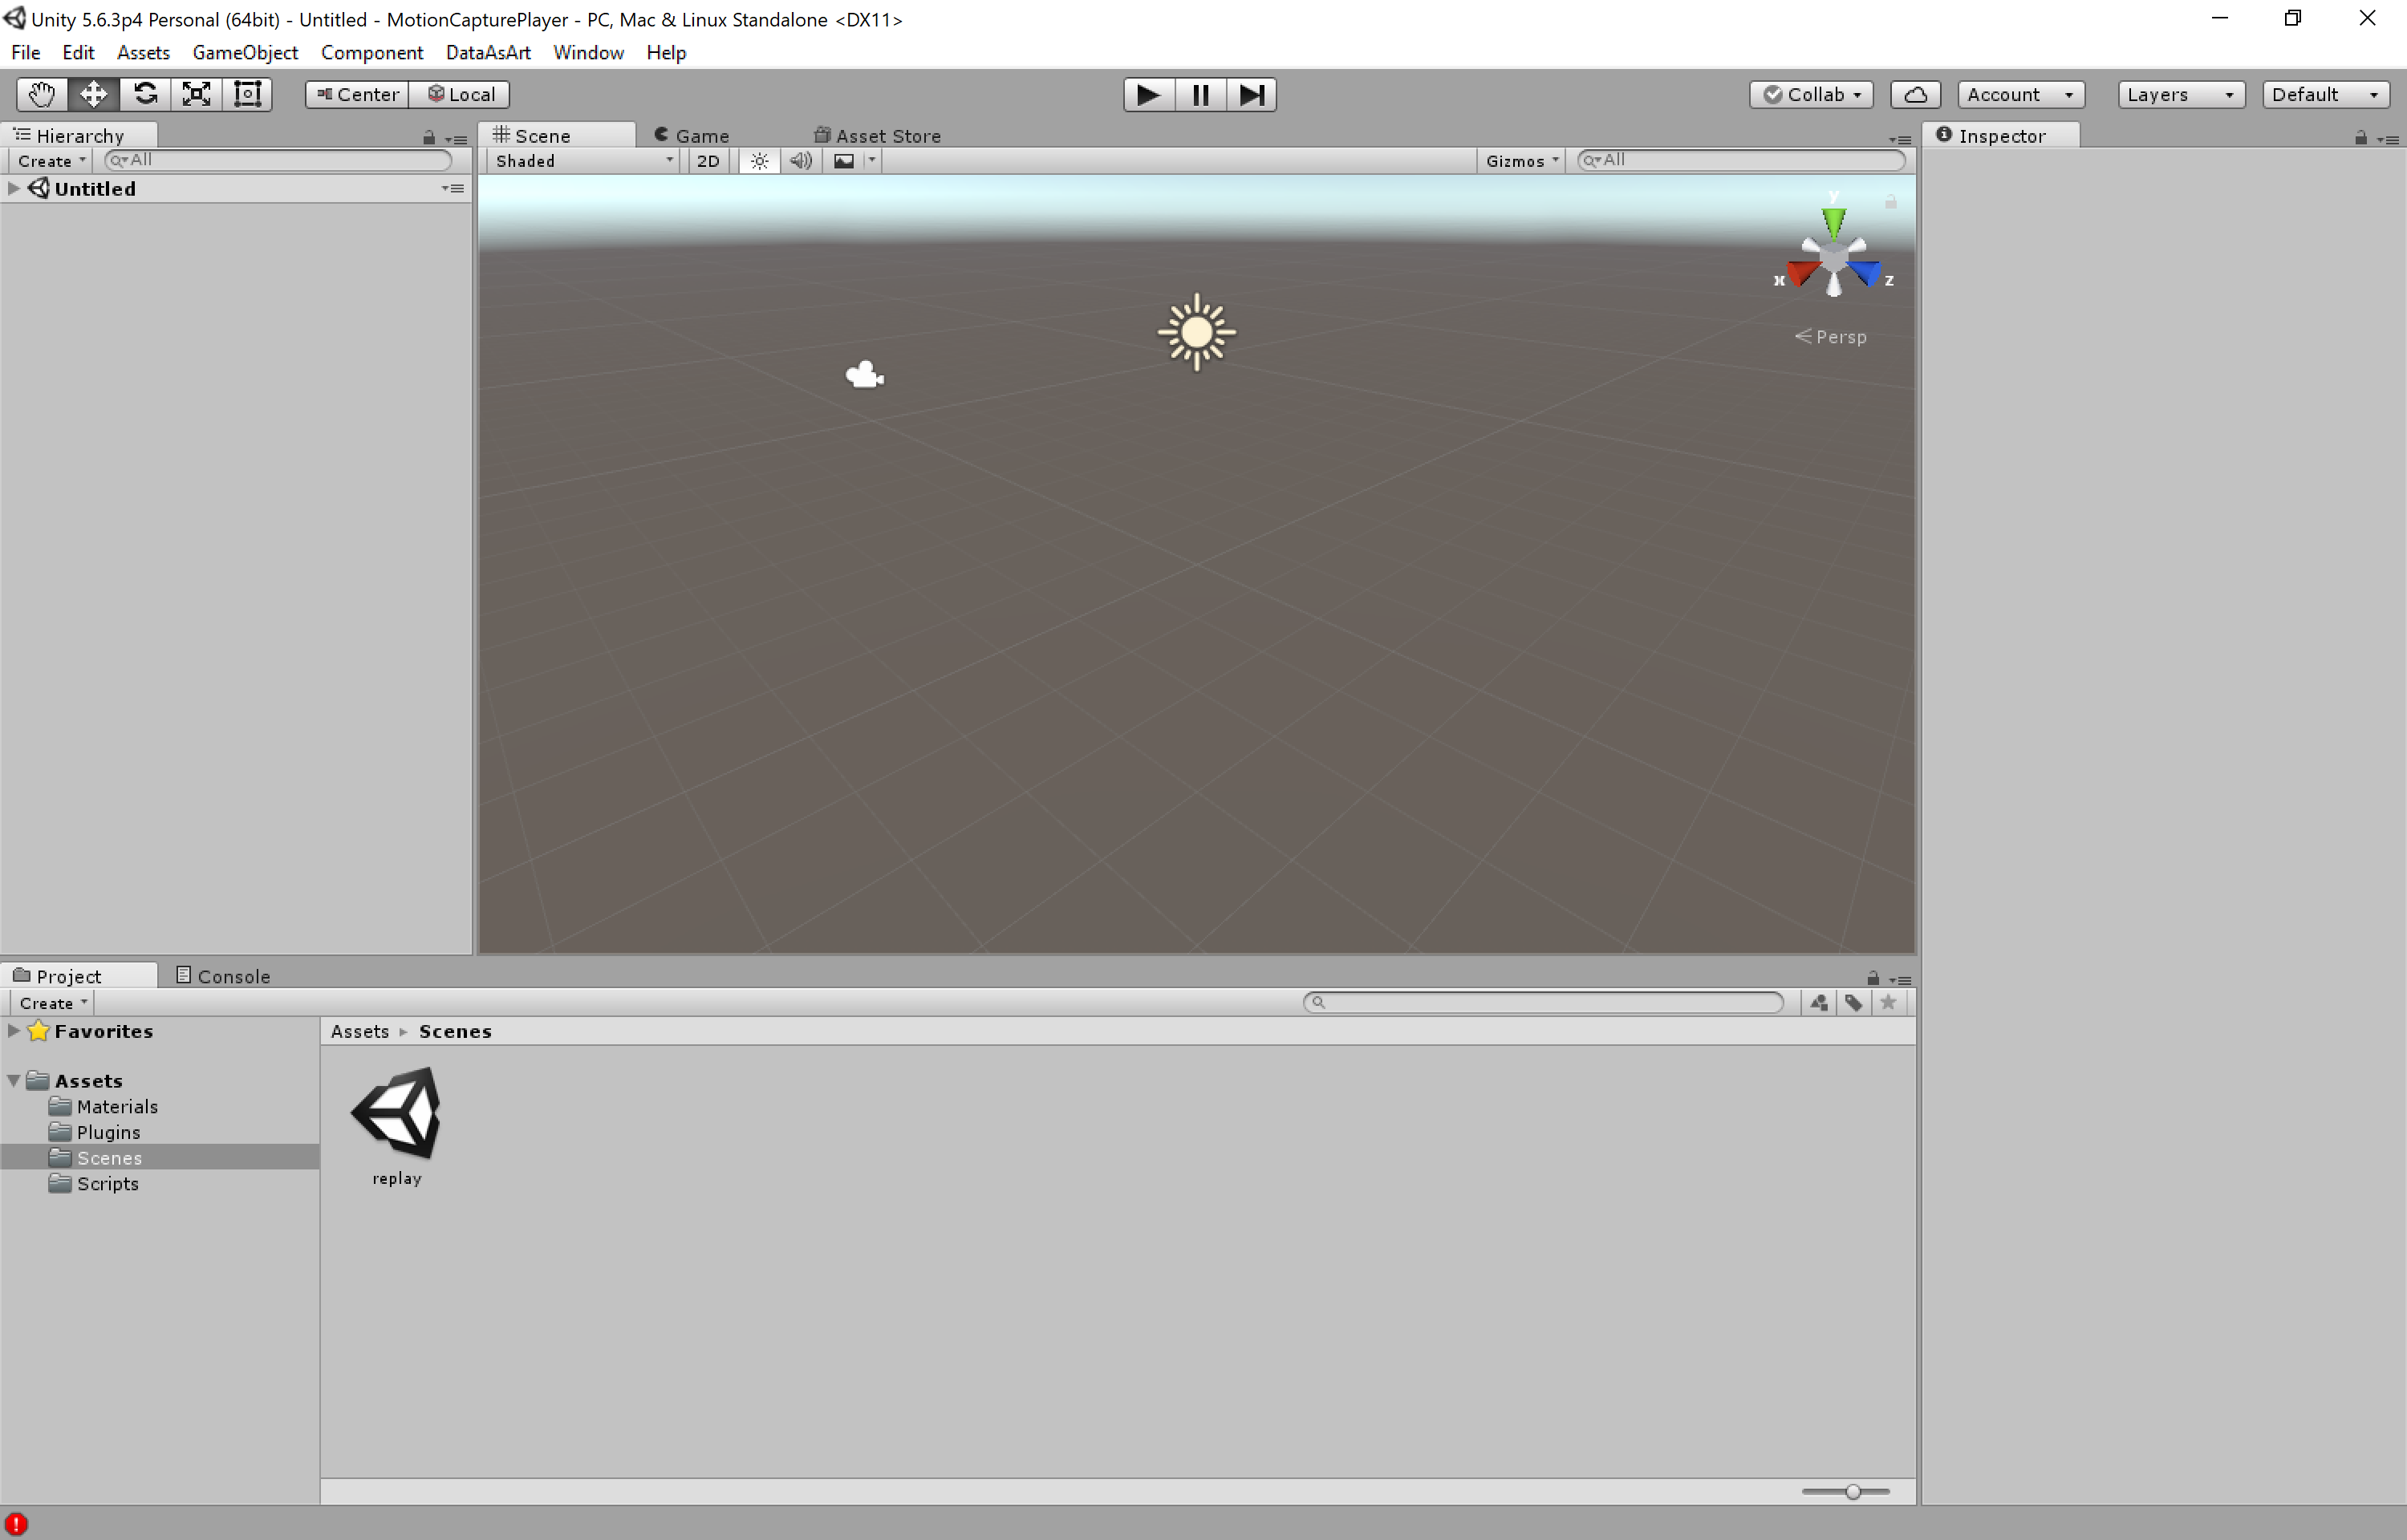 Unity 5.6.3p4 Personal (64bit) - Untitled - MotionCapturePlayer - PC, Mac & Linux Standalone <DX11>
File Edit Assets GameObject Component DataAsArt Window Help
Center Local Collab Account Layers Default
Hierarchy Scene Game Asset Store Inspector
Create All Shaded 2D Gizmos All
Untitled
y
x z
Persp
Project Console
Create
Favorites Assets Scenes
Assets
Materials
Plugins
Scenes
Scripts
replay